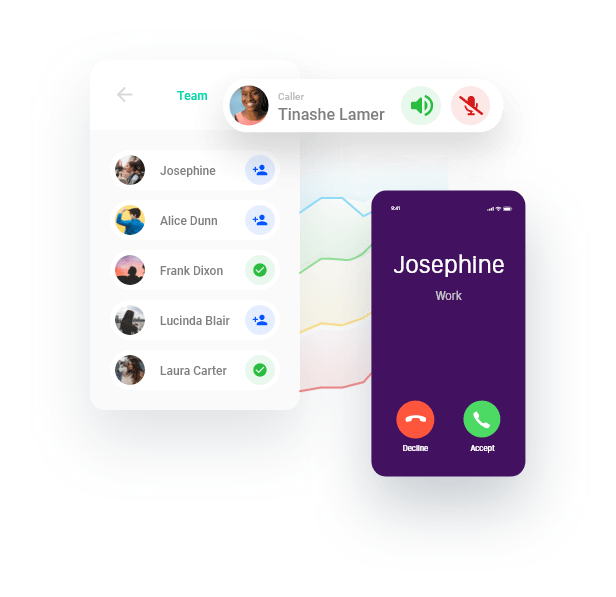 Team
Caller
Tinashe Lamer
Josephine
Alice Dunn
Frank Dixon
Lucinda Blair
Laura Carter
9:41
Josephine
Work
Decline
Accept